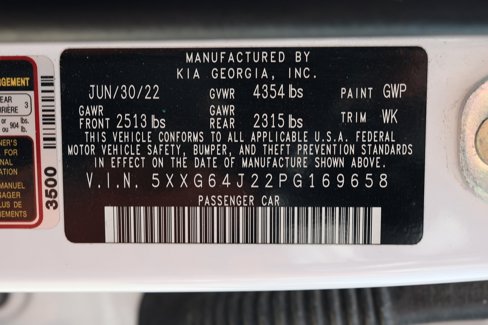 MANUFACTURED BY
KIA GEORGIA, INC.
JUN/30/22 GVWR 4354 lbs PAINT GWP
GAWR FRONT 2513 lbs GAWR REAR 2315 lbs TRIM WK
THIS VEHICLE CONFORMS TO ALL APPLICABLE U.S.A. FEDERAL
MOTOR VEHICLE SAFETY, BUMPER, AND THEFT PREVENTION STANDARDS
IN EFFECT ON THE DATE OF MANUFACTURE SHOWN ABOVE.
V.I.N. 5XXG64J22PG169658
PASSENGER CAR
3500
EAR 3